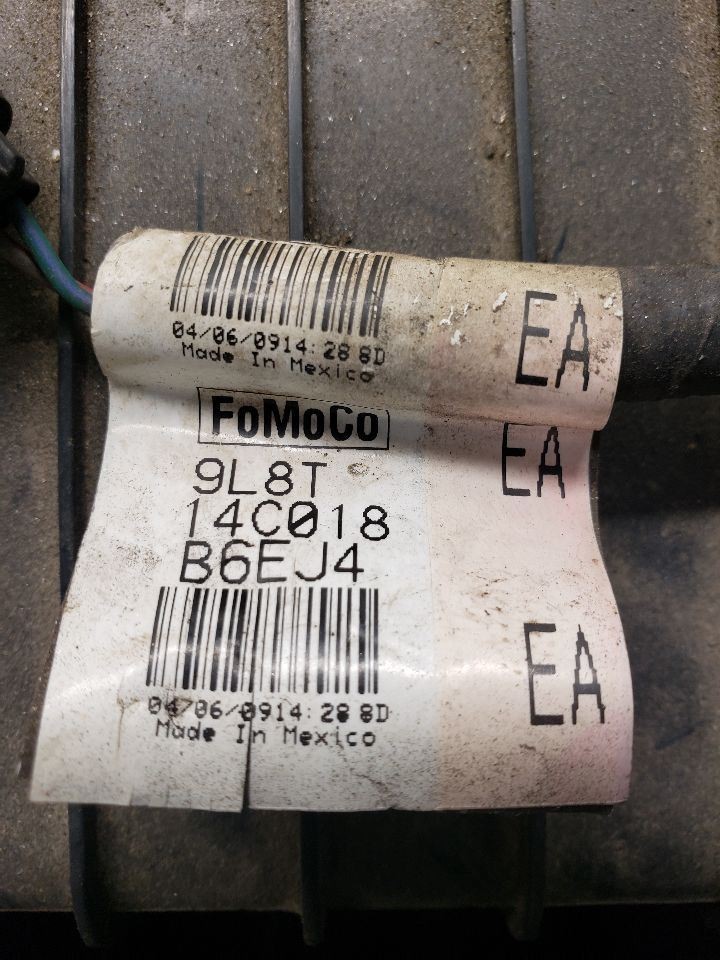 04/06/0914:28 8D
Made In Mexico
EA
FoMoCo
EA
9L8T
14C018
B6EJ4
EA
04/06/0914:28 8D
Made In Mexico